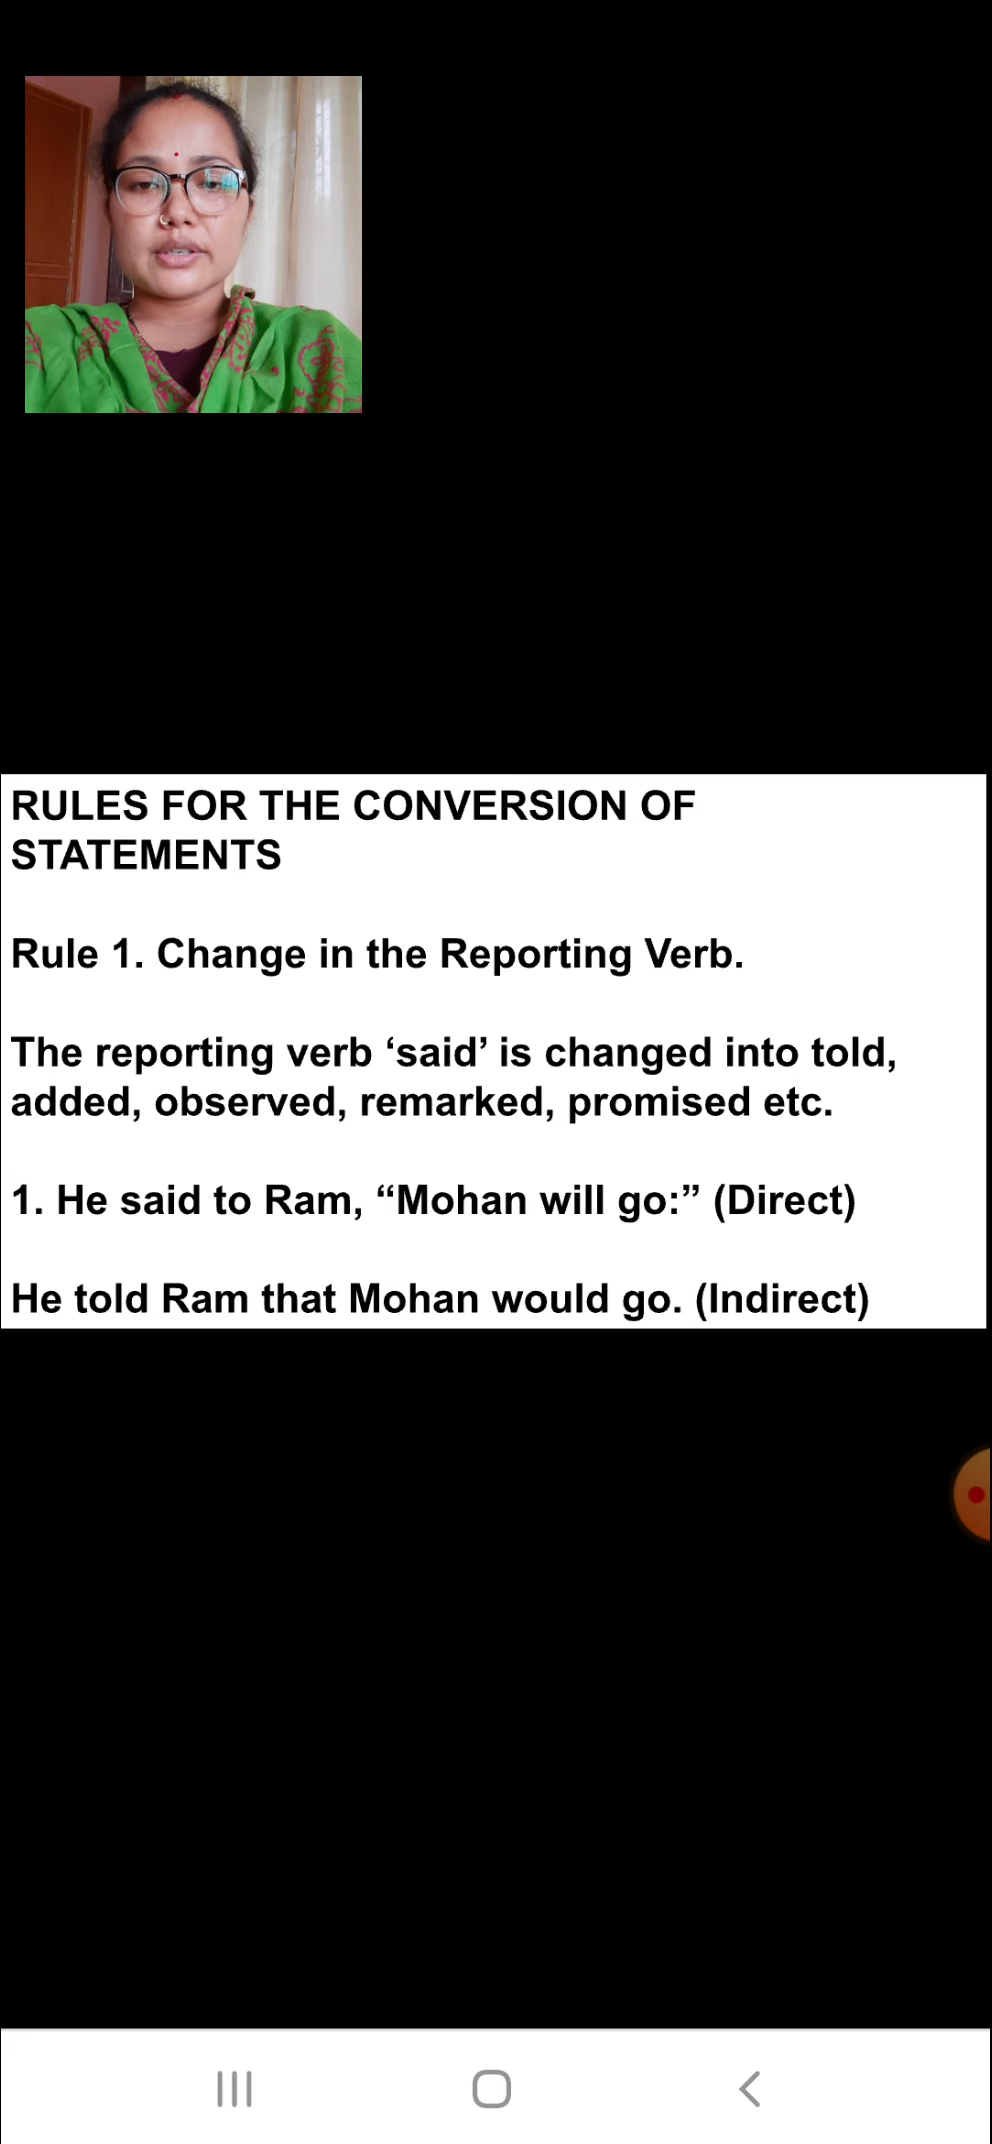 RULES FOR THE CONVERSION OF
STATEMENTS
Rule 1. Change in the Reporting Verb.
The reporting verb ‘said’ is changed into told,
added, observed, remarked, promised etc.
1. He said to Ram, “Mohan will go:” (Direct)
He told Ram that Mohan would go. (Indirect)